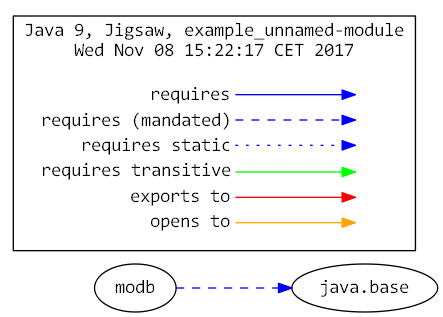 Java 9, Jigsaw, example_unnamed-module
Wed Nov 08 15:22:17 CET 2017
requires
requires (mandated)
requires static
requires transitive
exports to
opens to
modb
java.base